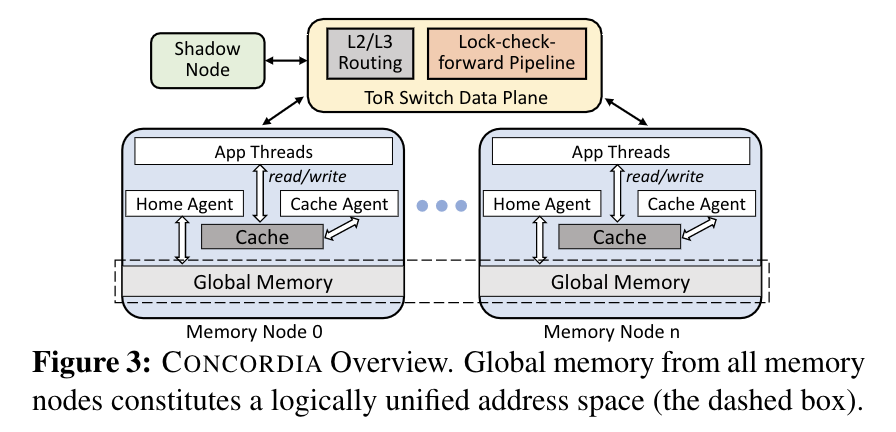 Shadow
Node
L2/L3
Routing
Lock-check-
forward Pipeline
ToR Switch Data Plane
App Threads
read/write
Home Agent
Cache Agent
Cache
Global Memory
Memory Node 0
App Threads
read/write
Home Agent
Cache Agent
Cache
Global Memory
Memory Node n
Figure 3: CONCORDIA Overview. Global memory from all memory
nodes constitutes a logically unified address space (the dashed box).